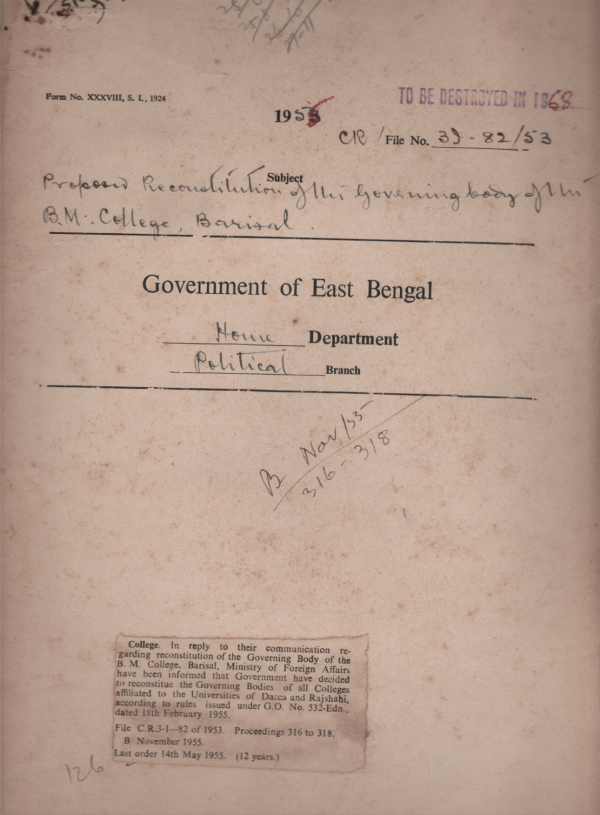 Form No. XXXVIII, S. I., 1924
TO BE DESTROYED IN 1968
1955
CR/File No. 3I-82/53
Subject
Proposed Reconstitution of the Governing body of the
B.M. College, Barisal.
Government of East Bengal
Home Department
Political Branch
B Nov/55
316-318
College. In reply to their communication re-
garding reconstitution of the Governing Body of the
B. M. College, Barisal, Ministry of Foreign Affairs
have been informed that Government have decided
to reconstitute the Governing Bodies of all Colleges
affiliated to the Universities of Dacca and Rajshahi,
according to rules issued under G.O. No. 532-Edn.,
dated 18th February 1955.
File C.R.3-I—82 of 1953. Proceedings 316 to 318.
B November 1955.
Last order 14th May 1955. (12 years.)
126